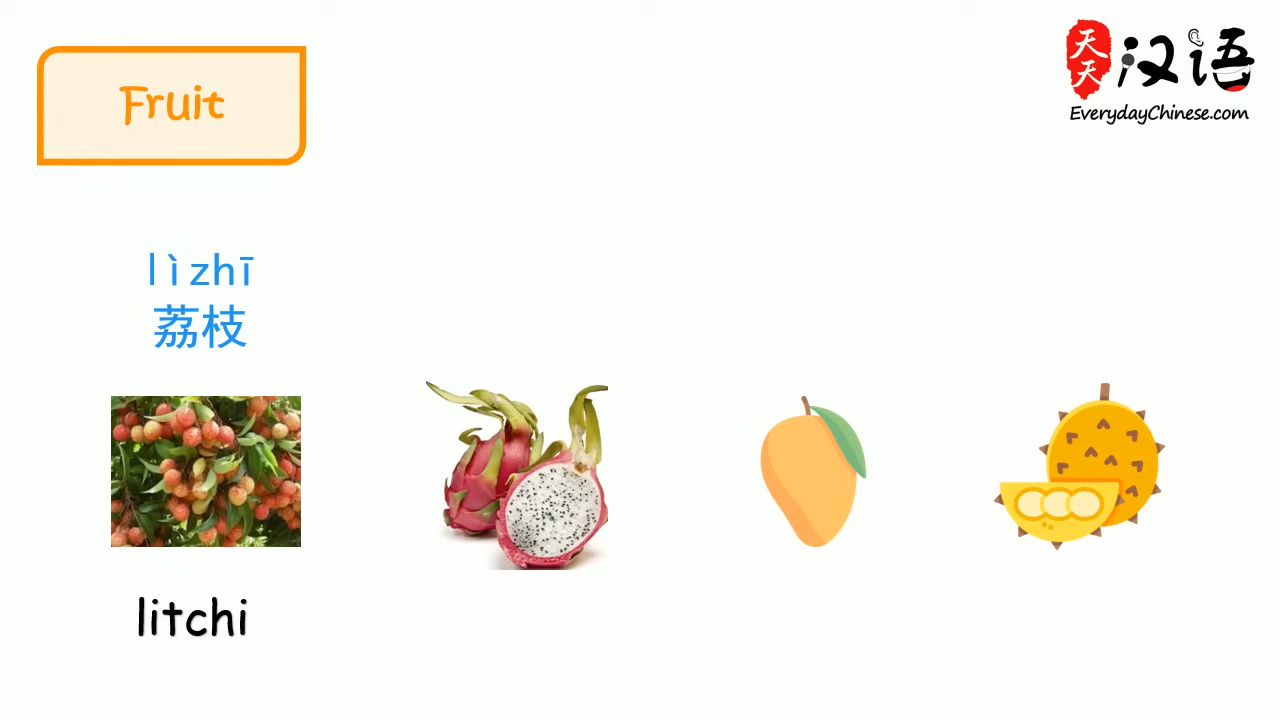 Fruit
天天汉语
EverydayChinese.com
lìzhī
荔枝
litchi